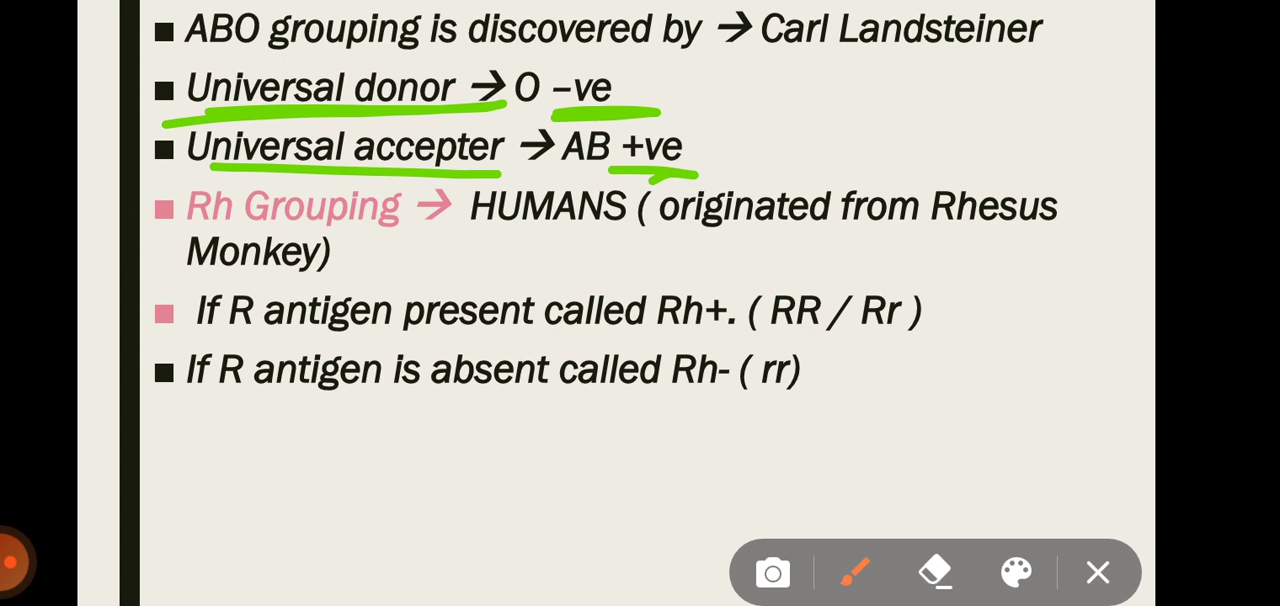 ABO grouping is discovered by → Carl Landsteiner
Universal donor → O –ve
Universal accepter → AB +ve
Rh Grouping → HUMANS ( originated from Rhesus
Monkey)
If R antigen present called Rh+. ( RR / Rr )
If R antigen is absent called Rh- ( rr)